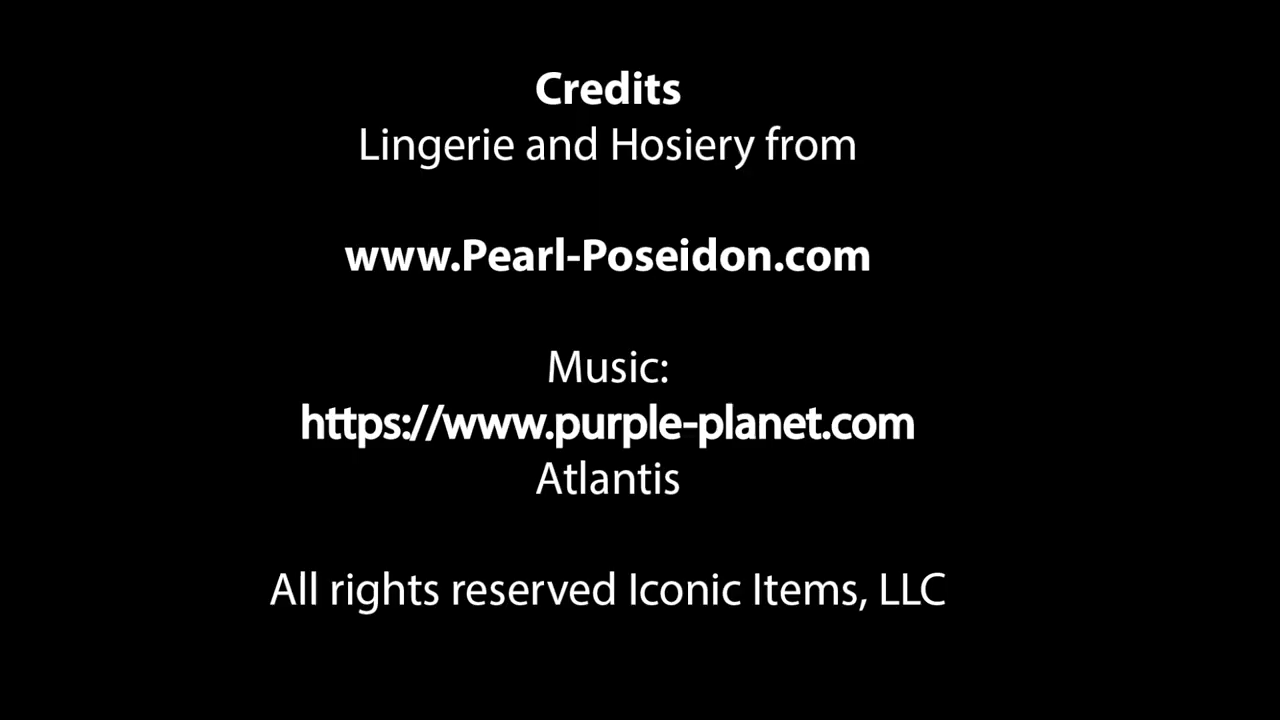 Credits
Lingerie and Hosiery from
www.Pearl-Poseidon.com
Music:
https://www.purple-planet.com
Atlantis
All rights reserved Iconic Items, LLC